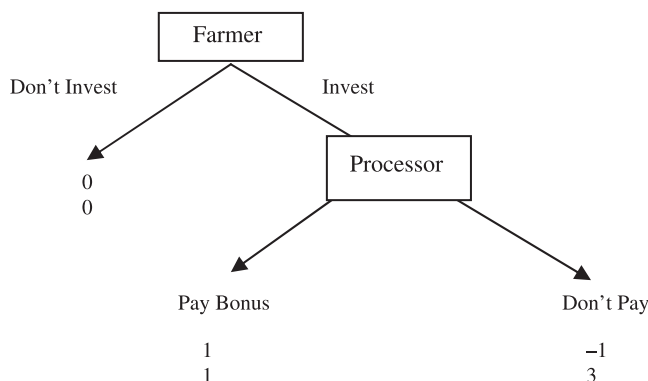 Farmer
Don't Invest
Invest
Processor
0
0
Pay Bonus
Don't Pay
1
1
–1
3